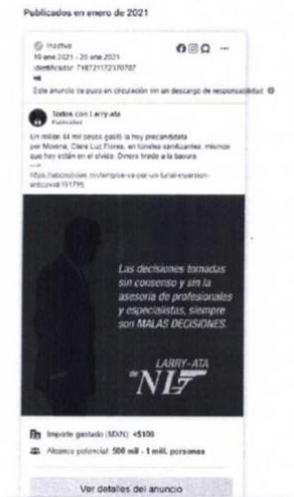 Publicados en enero de 2021
Inactivo
19 ene 2021 - 20 ene 2021
Identificador: 718721172370707
Este anuncio se puso en circulación sin un descargo de responsabilidad.
Todos con Larry-ata
Publicidad
Un millón 44 mil pesos gastó la hoy precandidata
por Morena, Clara Luz Flores, en túneles sanitizantes, mismos
que hoy están en el olvido. Dinero tirado a la basura
Las decisiones tomadas
sin consenso y sin la
asesoría de profesionales
y especialistas, siempre
son MALAS DECISIONES.
LARRY-ATA
de NL
Importe gastado (MXN): <$100
Alcance potencial: 500 mil - 1 mill. personas
Ver detalles del anuncio